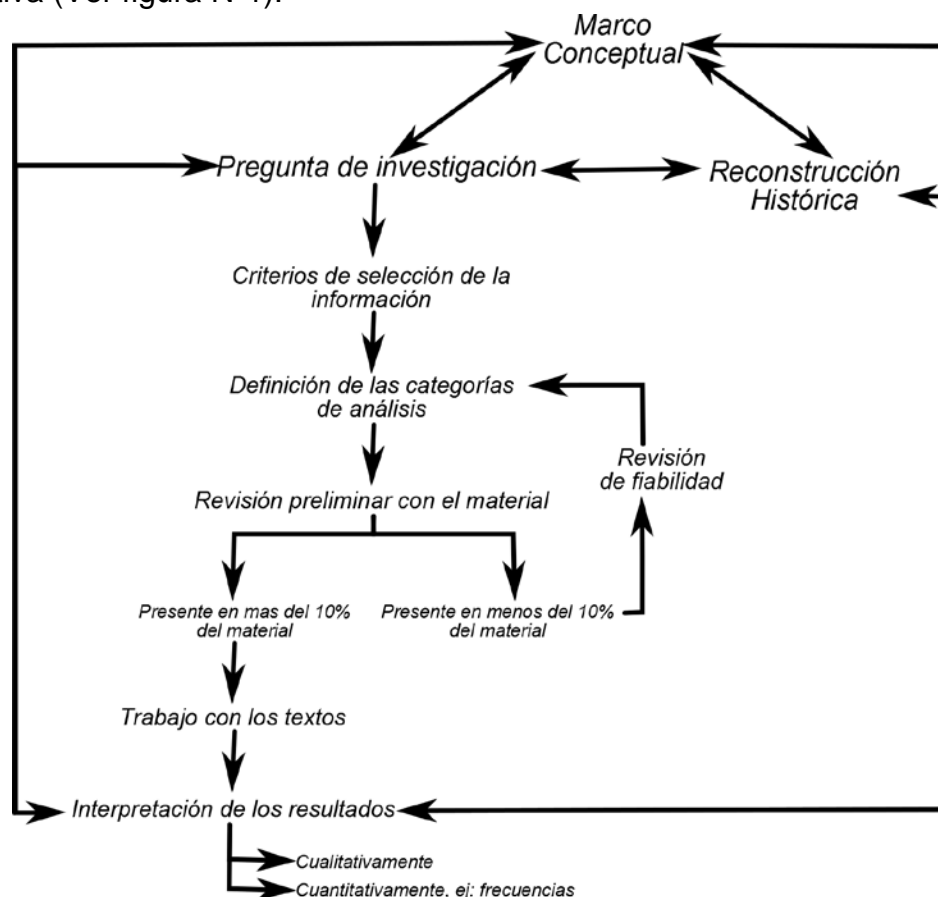 Marco
Conceptual
Pregunta de investigación
Reconstrucción
Histórica
Criterios de selección de la
información
Definición de las categorías
de análisis
Revisión
de fiabilidad
Revisión preliminar con el material
Presente en mas del 10%
del material
Presente en menos del 10%
del material
Trabajo con los textos
Interpretación de los resultados
Cualitativamente
Cuantitativamente, ej: frecuencias